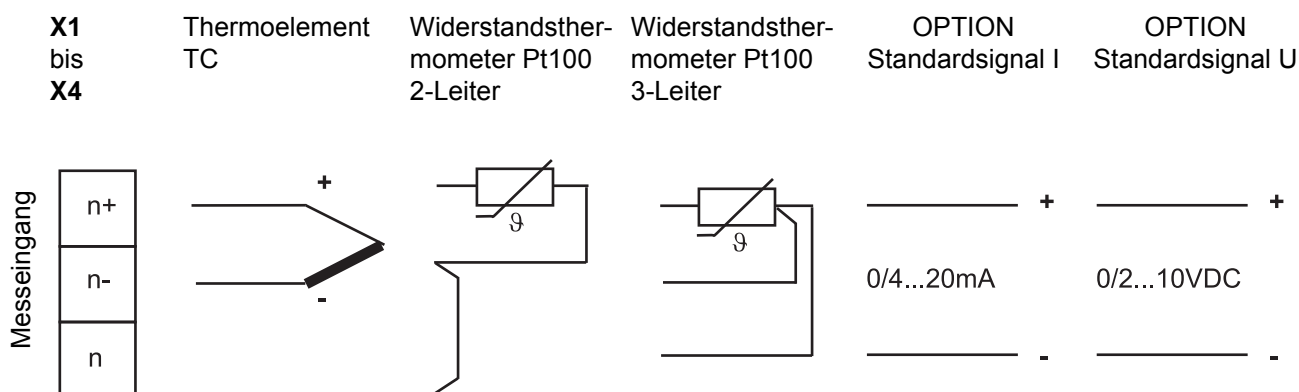 X1
bis
X4
Thermoelement
TC
Widerstandsther-
mometer Pt100
2-Leiter
Widerstandsther-
mometer Pt100
3-Leiter
OPTION
Standardsignal I
OPTION
Standardsignal U
Messeingang
n+
n-
n
+
-
ϑ
ϑ
+
0/4...20mA
-
+
0/2...10VDC
-